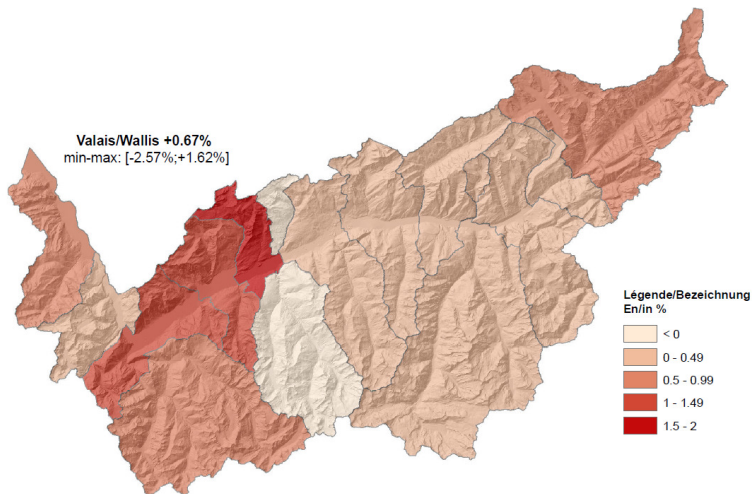 Valais/Wallis +0.67%
min-max: [-2.57%;+1.62%]
Légende/Bezeichnung
En/in %
< 0
0 - 0.49
0.5 - 0.99
1 - 1.49
1.5 - 2